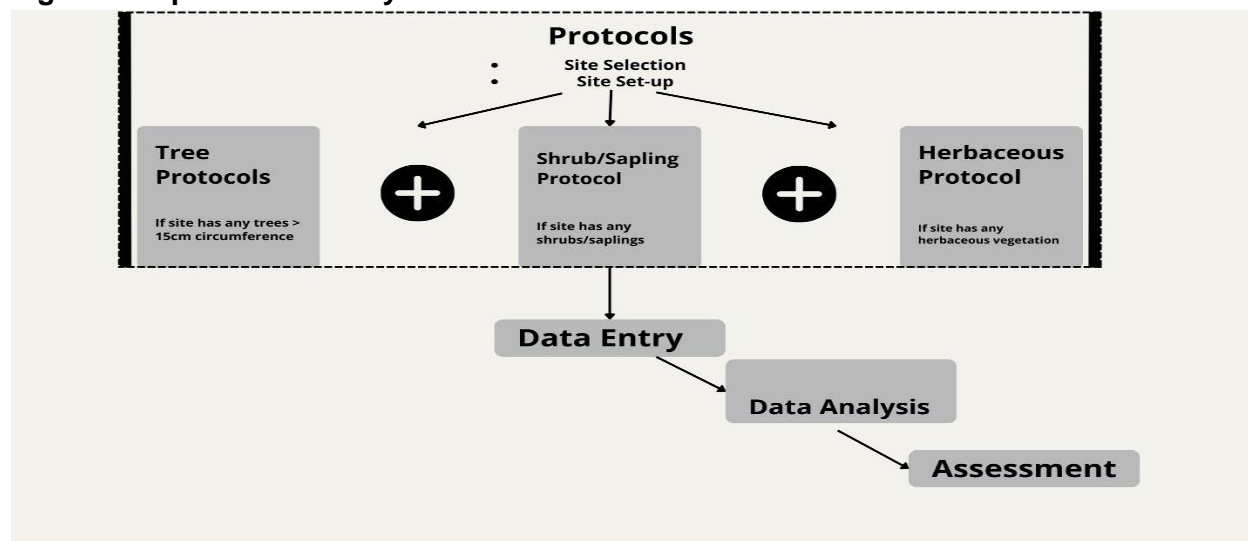 Protocols
• Site Selection
• Site Set-up
Tree
Protocols
If site has any trees >
15cm circumference
Shrub/Sapling
Protocol
If site has any
shrubs/saplings
Herbaceous
Protocol
If site has any
herbaceous vegetation
Data Entry
Data Analysis
Assessment